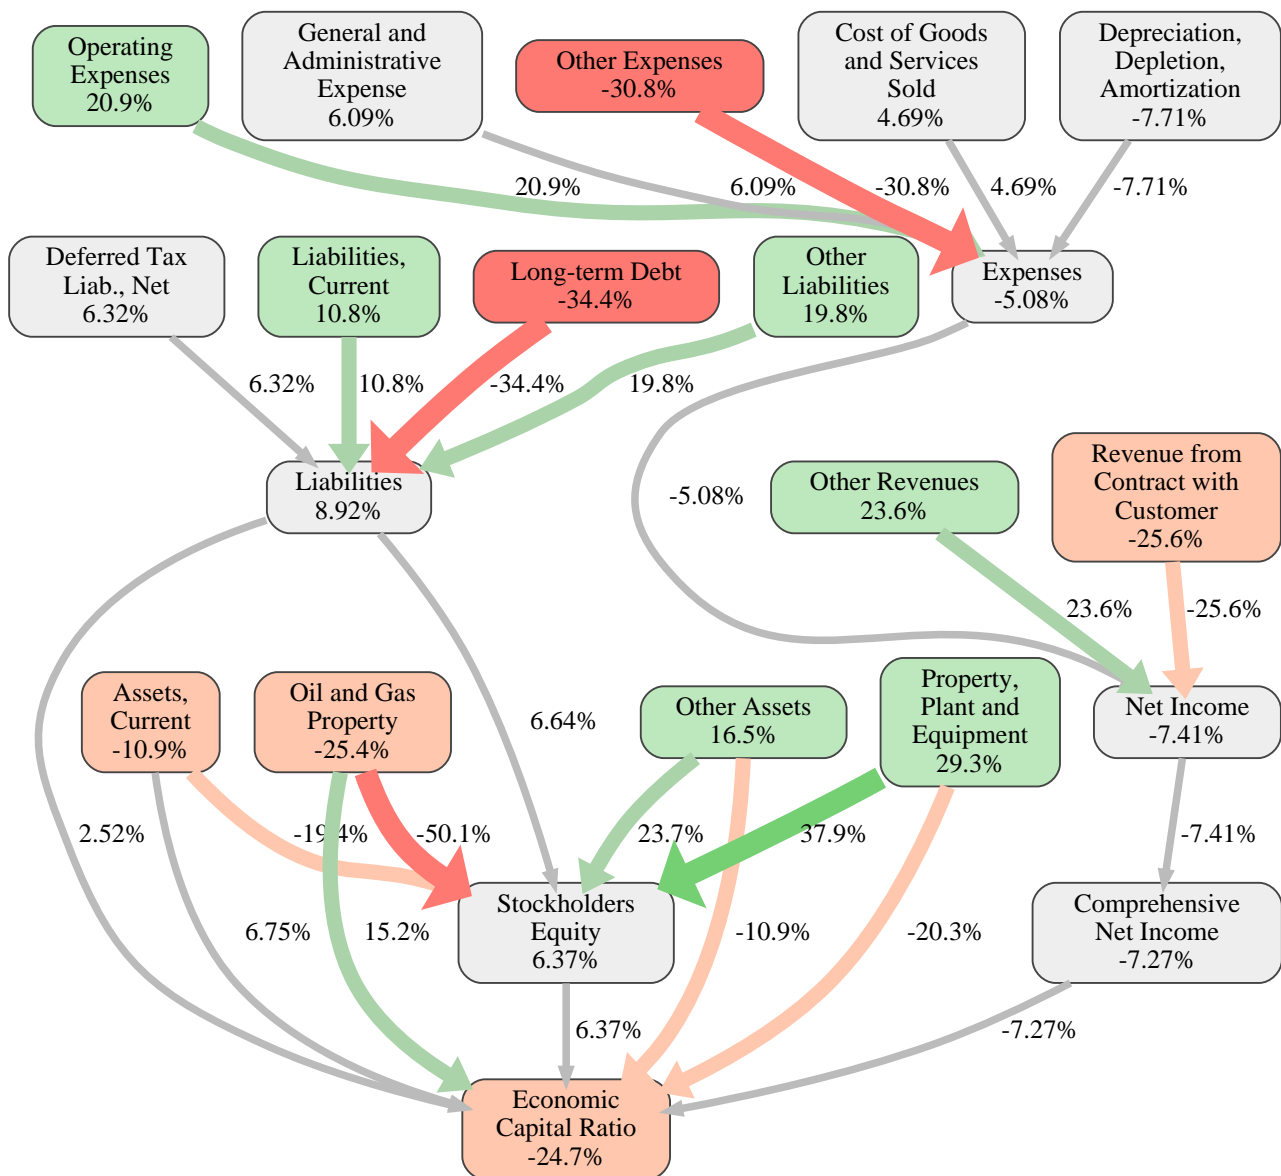 Operating
Expenses
20.9%
General and
Administrative
Expense
6.09%
Other Expenses
-30.8%
Cost of Goods
and Services
Sold
4.69%
Depreciation,
Depletion,
Amortization
-7.71%
20.9%
6.09%
-30.8%
4.69%
-7.71%
Deferred Tax
Liab., Net
6.32%
Liabilities,
Current
10.8%
Long-term Debt
-34.4%
Other
Liabilities
19.8%
Expenses
-5.08%
6.32%
10.8%
-34.4%
19.8%
Liabilities
8.92%
-5.08%
Other Revenues
23.6%
Revenue from
Contract with
Customer
-25.6%
23.6%
-25.6%
Assets,
Current
-10.9%
Oil and Gas
Property
-25.4%
6.64%
Other Assets
16.5%
Property,
Plant and
Equipment
29.3%
Net Income
-7.41%
2.52%
-19.4%
-50.1%
23.7%
37.9%
-7.41%
6.75%
15.2%
Stockholders
Equity
6.37%
-10.9%
-20.3%
Comprehensive
Net Income
-7.27%
6.37%
-7.27%
Economic
Capital Ratio
-24.7%